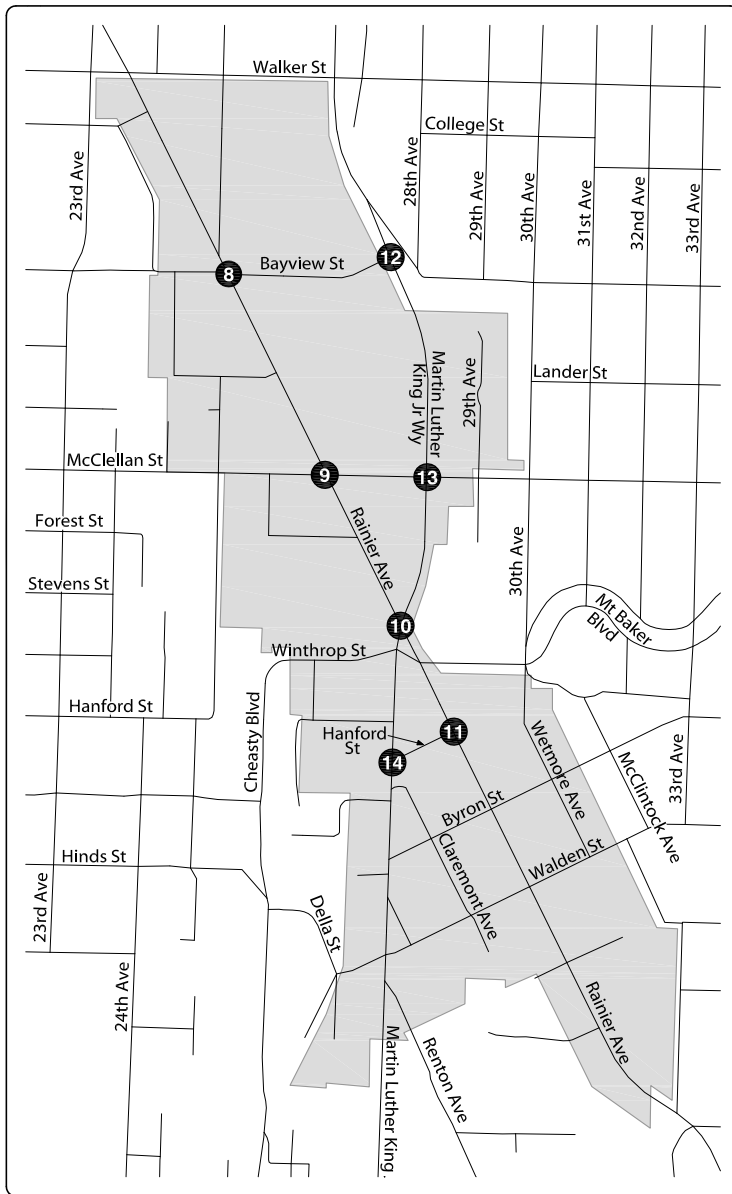 Walker St
College St
23rd Ave
28th Ave
29th Ave
30th Ave
31st Ave
32nd Ave
33rd Ave
12
8
Bayview St
Martin Luther
King Jr Wy
29th Ave
Lander St
McClellan St
9
13
Rainier Ave
Forest St
30th Ave
Stevens St
Mt Baker
Blvd
10
Winthrop St
Hanford St
Cheasty Blvd
Hanford
St
11
14
Wetmore Ave
McClintock Ave
33rd Ave
Byron St
Claremont Ave
Walden St
Hinds St
23rd Ave
Della St
24th Ave
Rainier Ave
Martin Luther King J
Renton Ave